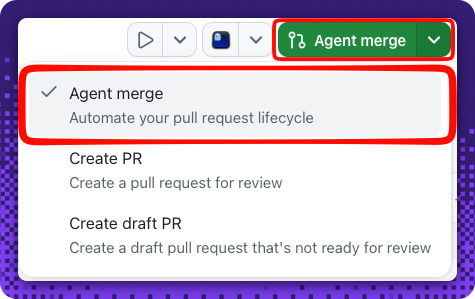 Agent merge
Agent merge
Automate your pull request lifecycle
Create PR
Create a pull request for review
Create draft PR
Create a draft pull request that's not ready for review